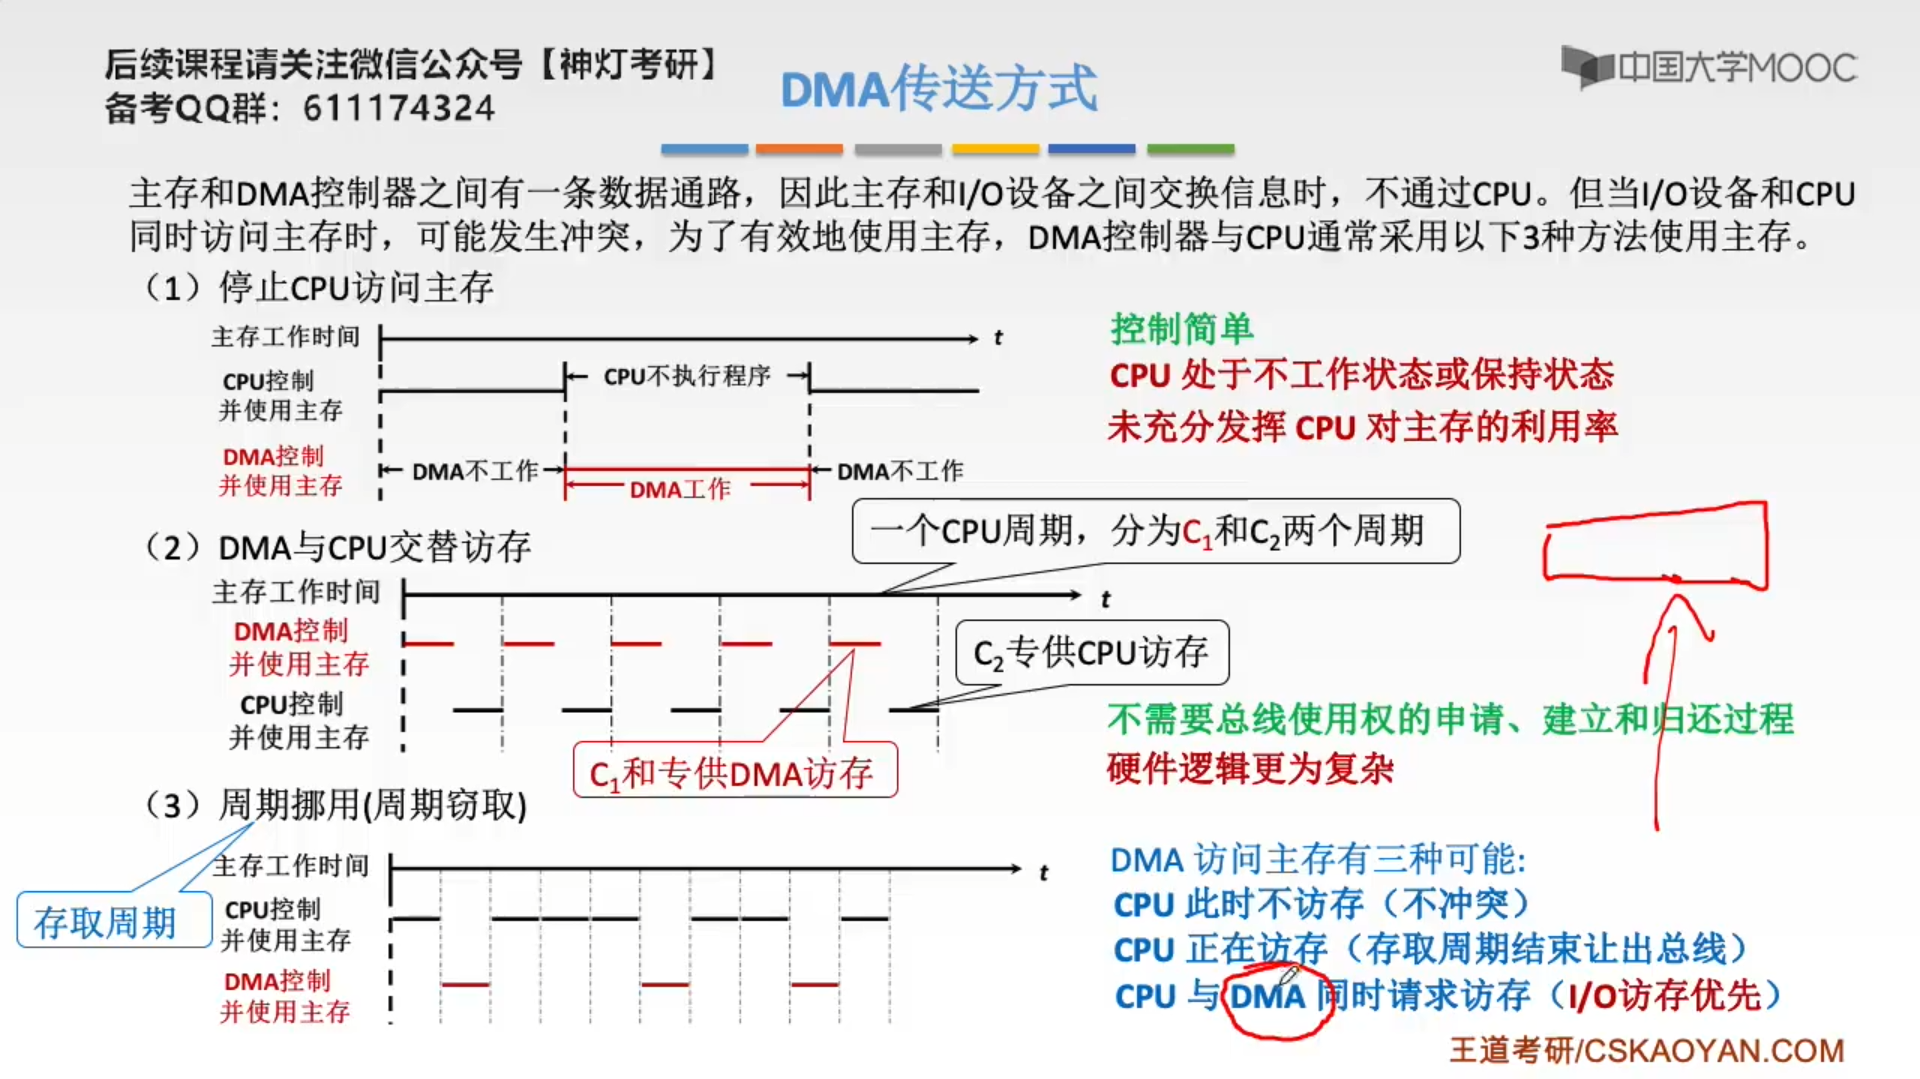 后续课程请关注微信公众号【神灯考研】
备考QQ群：611174324
DMA传送方式
中国大学MOOC
主存和DMA控制器之间有一条数据通路，因此主存和I/O设备之间交换信息时，不通过CPU。但当I/O设备和CPU
同时访问主存时，可能发生冲突，为了有效地使用主存，DMA控制器与CPU通常采用以下3种方法使用主存。
（1）停止CPU访问主存
主存工作时间
t
CPU控制
并使用主存
CPU不执行程序
DMA控制
并使用主存
DMA不工作
DMA工作
DMA不工作
控制简单
CPU 处于不工作状态或保持状态
未充分发挥 CPU 对主存的利用率
（2）DMA与CPU交替访存
一个CPU周期，分为C1和C2两个周期
主存工作时间
t
DMA控制
并使用主存
C2专供CPU访存
CPU控制
并使用主存
C1和专供DMA访存
不需要总线使用权的申请、建立和归还过程
硬件逻辑更为复杂
（3）周期挪用(周期窃取)
主存工作时间
t
存取周期
CPU控制
并使用主存
DMA控制
并使用主存
DMA 访问主存有三种可能:
CPU 此时不访存（不冲突）
CPU 正在访存（存取周期结束让出总线）
CPU 与 DMA 同时请求访存（I/O访存优先）
王道考研/CSKAOYAN.COM